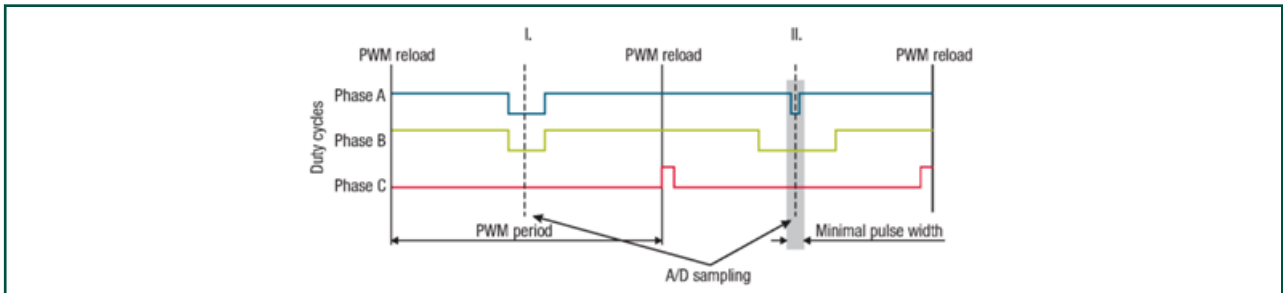 I. II.
PWM reload PWM reload PWM reload
Duty cycles
Phase A
Phase B
Phase C
PWM period Minimal pulse width
A/D sampling